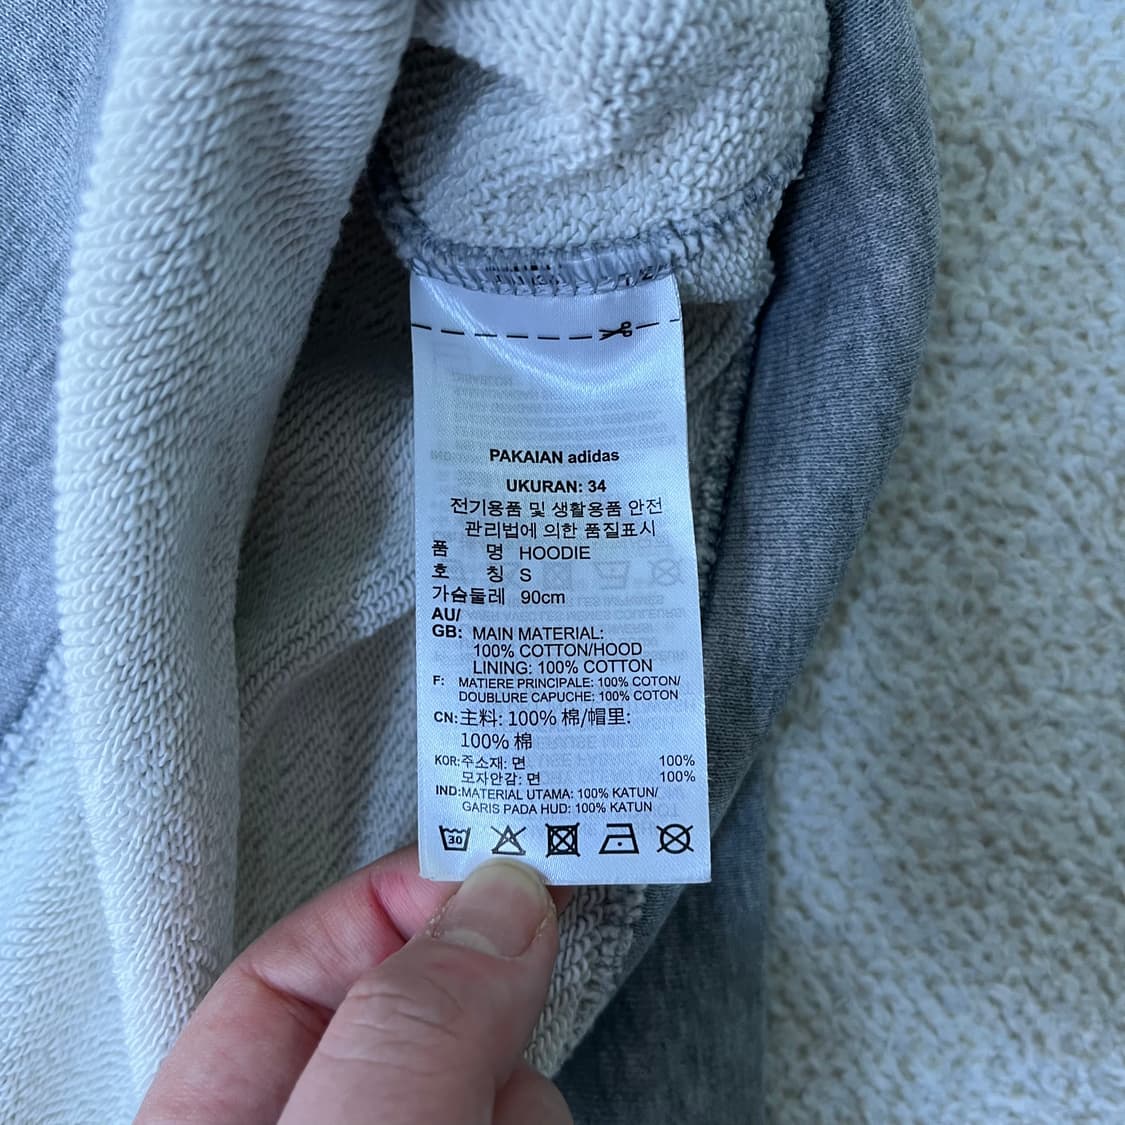 PAKAIAN adidas
UKURAN: 34
전기용품 및 생활용품 안전
관리법에 의한 품질표시
품 명 HOODIE
호 칭 S
가슴둘레 90cm
AU/
GB: MAIN MATERIAL:
100% COTTON/HOOD
LINING: 100% COTTON
F: MATIERE PRINCIPALE: 100% COTON/
DOUBLURE CAPUCHE: 100% COTON
CN: 主料: 100% 棉/帽里:
100% 棉
KOR: 주소재: 면 100%
모자안감: 면 100%
IND: MATERIAL UTAMA: 100% KATUN/
GARIS PADA HUD: 100% KATUN
30